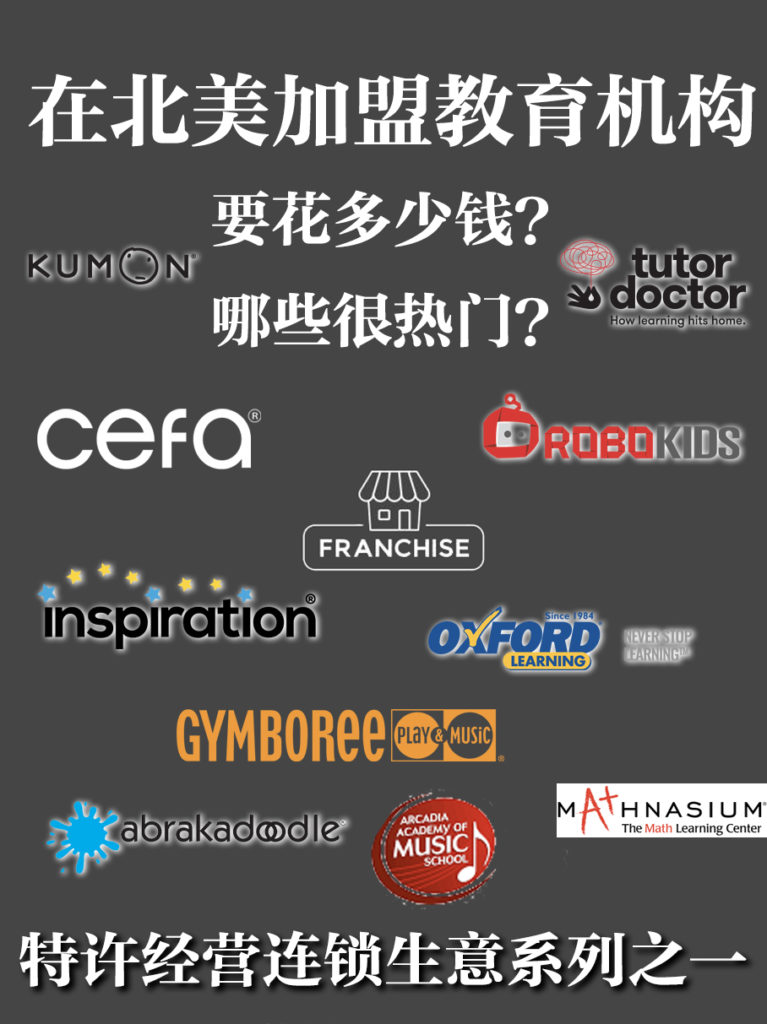 在北美加盟教育机构
要花多少钱?
KUMON
tutor
doctor
How learning hits home.
哪些很热门?
cefa®
ROBOKIDS
FRANCHISE
inspiration®
Since 1984
OXFORD
LEARNING
NEVER STOP
LEARNING™
GYMBOREE PLAY & MUSIC®
MATHNASIUM®
The Math Learning Center
abrakadoodle
ARCADIA
ACADEMY OF
MUSIC
SCHOOL
特许经营连锁生意系列之一